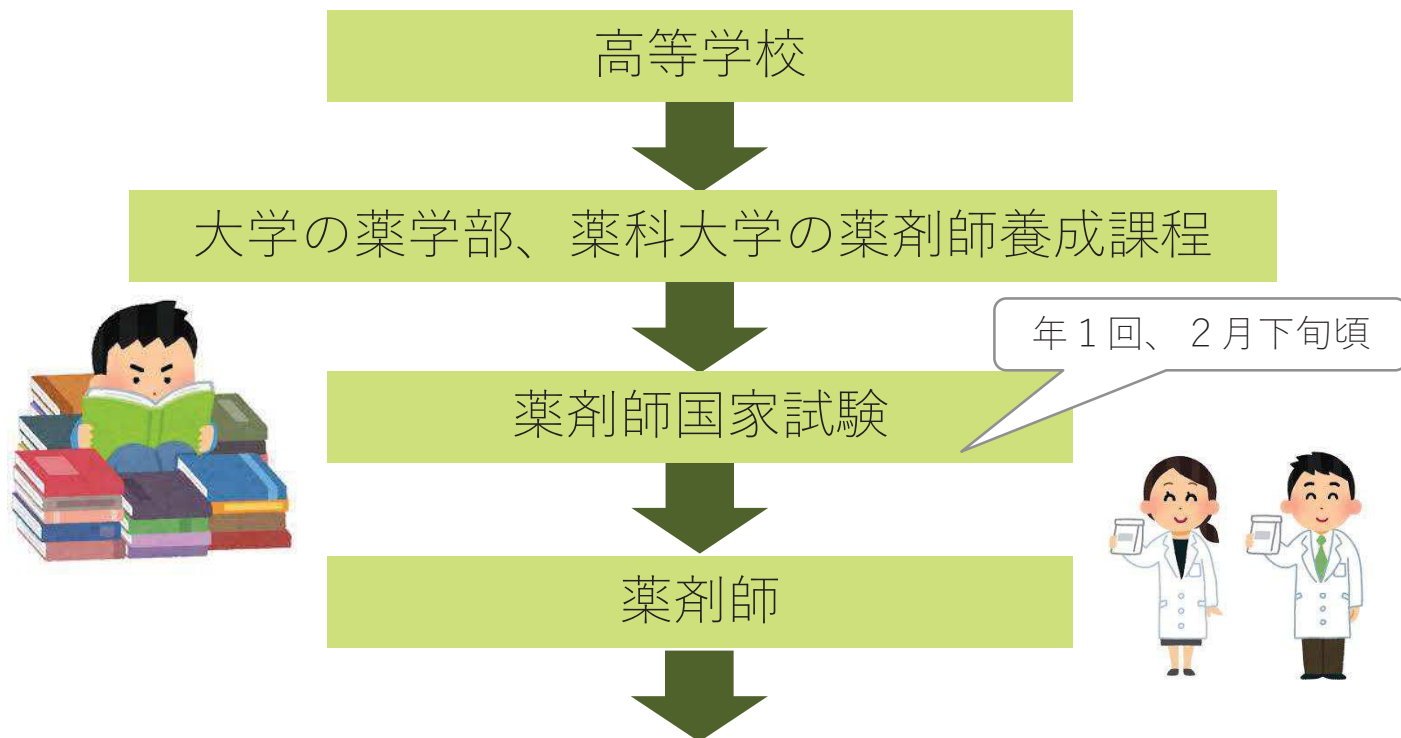 高等学校
大学の薬学部、薬科大学の薬剤師養成課程
年１回、２月下旬頃
薬剤師国家試験
薬剤師